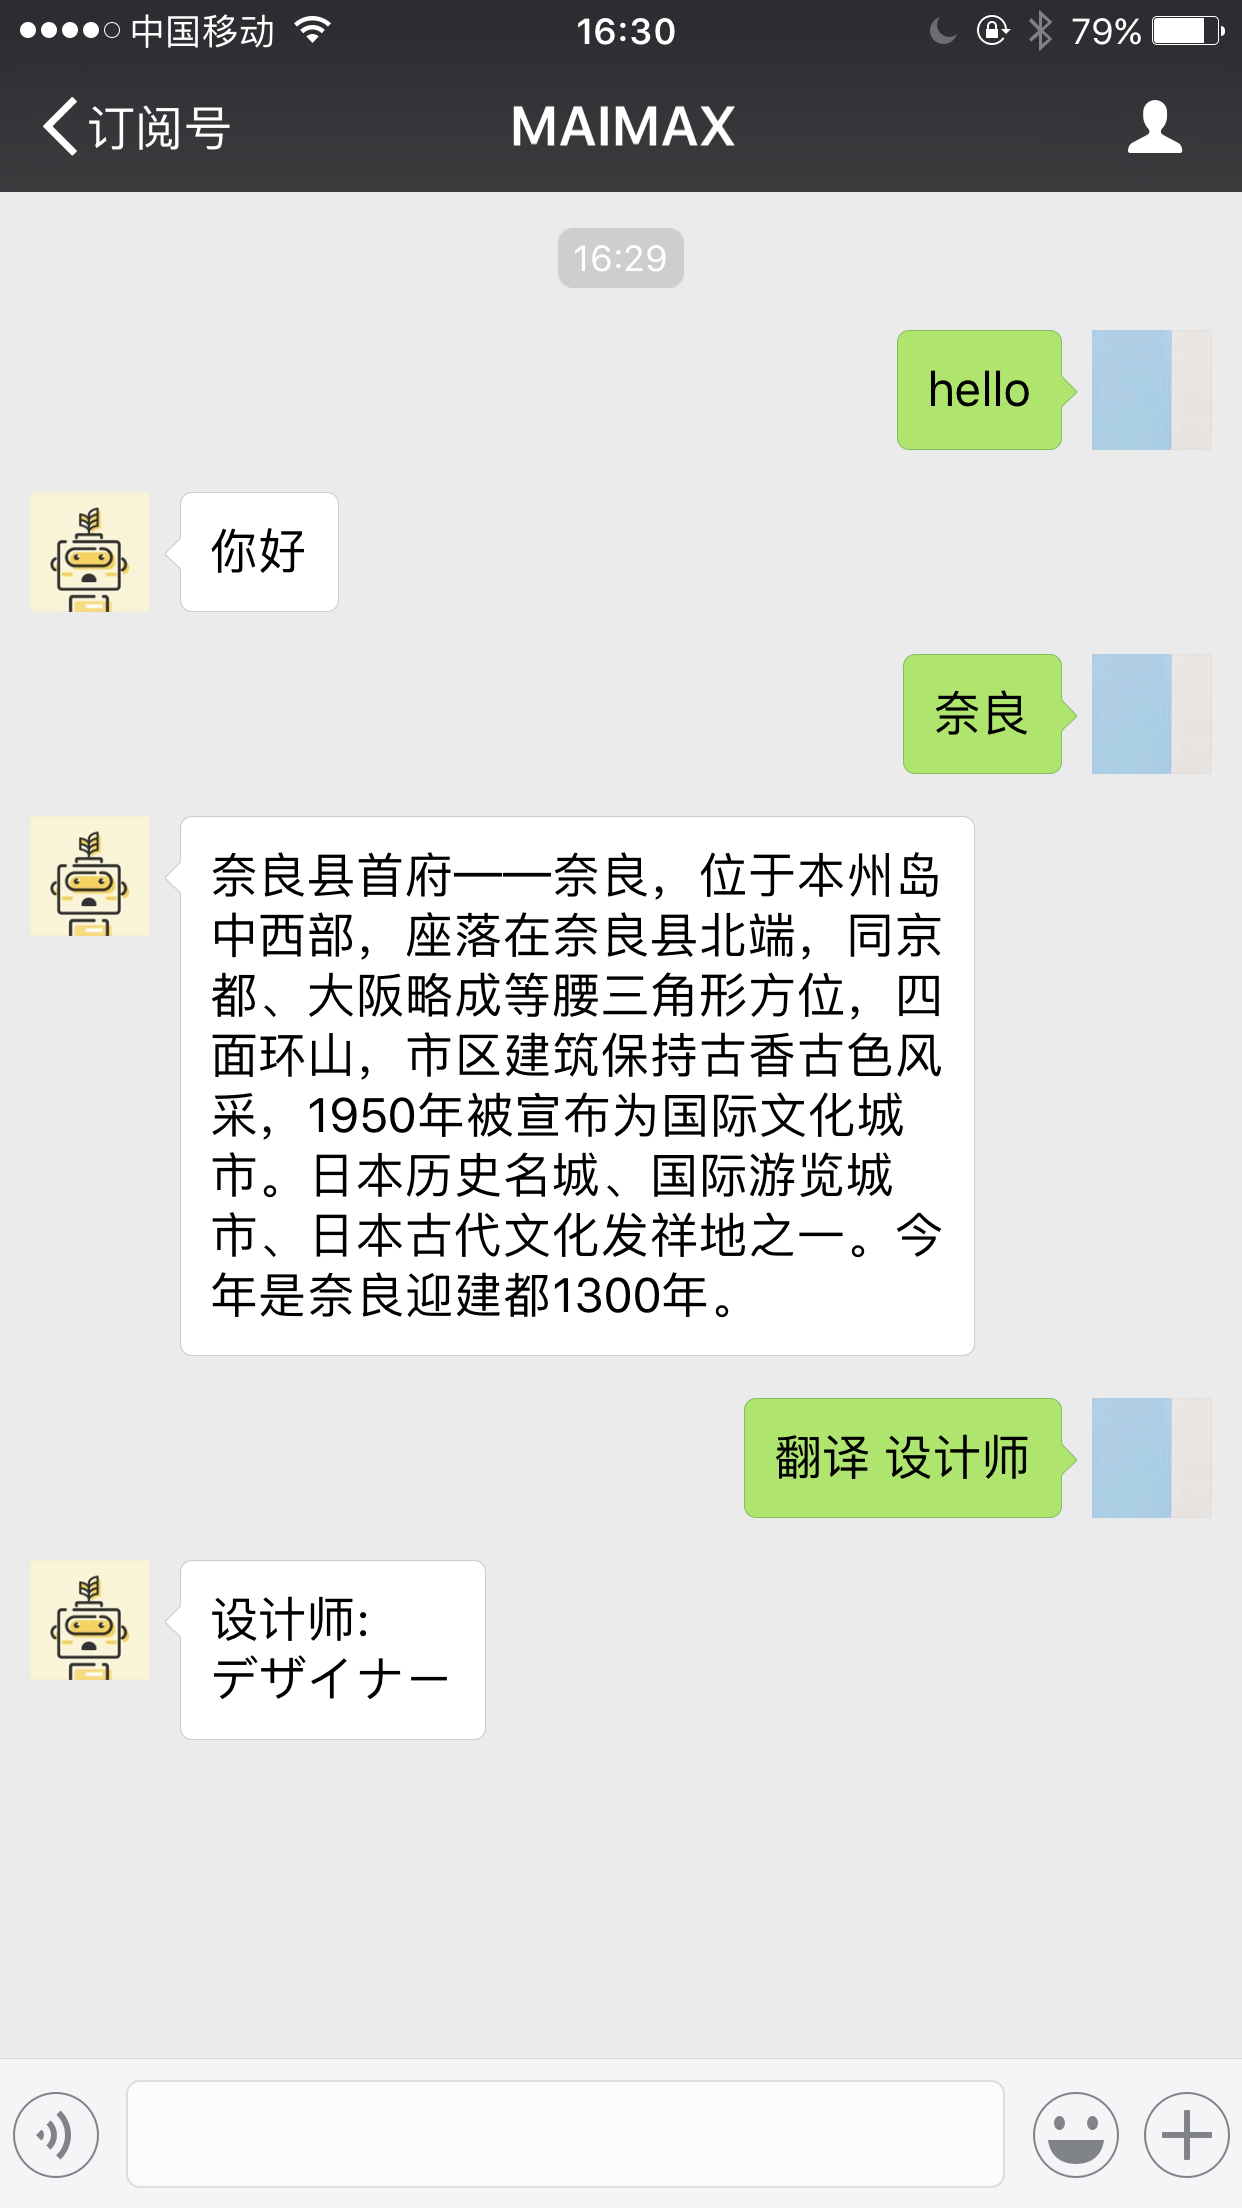 中国移动 16:30 79%
订阅号 MAIMAX
16:29
hello
你好
奈良
奈良县首府——奈良，位于本州岛
中西部，座落在奈良县北端，同京
都、大阪略成等腰三角形方位，四
面环山，市区建筑保持古香古色风
采，1950年被宣布为国际文化城
市。日本历史名城、国际游览城
市、日本古代文化发祥地之一。今
年是奈良迎建都1300年。
翻译 设计师
设计师:
デザイナー